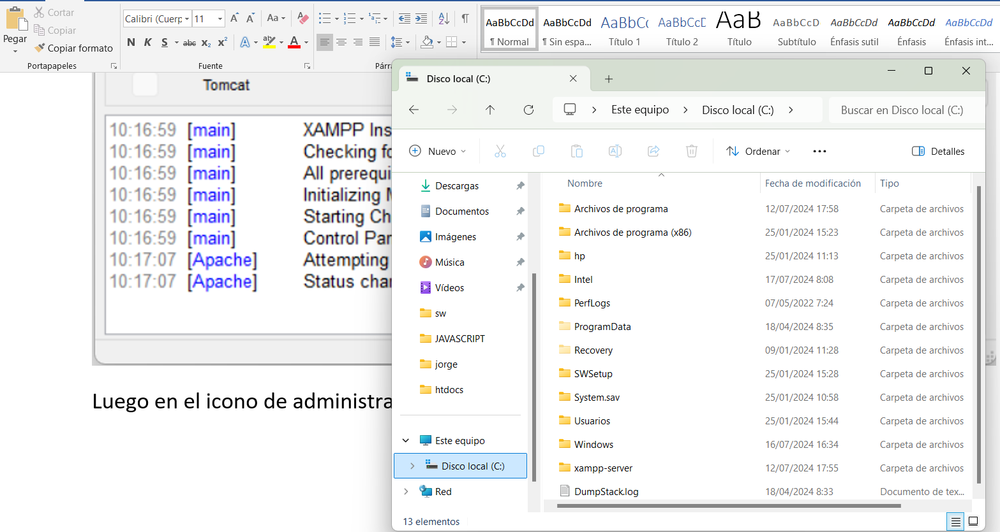 Cortar
Copiar
Copiar formato
Pegar
Portapapeles
Calibri (Cuerp
11
Aa
N K S abc x₂ x²
Fuente
Párra
AaBbCcDd
¶ Normal
AaBbCcDd
¶ Sin espa...
AaBbCc
Título 1
AaBbCcD
Título 2
AaB
Título
AaBbCcD
Subtítulo
AaBbCcDd
Énfasis sutil
AaBbCcDd
Énfasis
AaBbCcDd
Énfasis int...
Tomcat
10:16:59 [main] XAMPP Ins
10:16:59 [main] Checking fo
10:16:59 [main] All prerequi
10:16:59 [main] Initializing M
10:16:59 [main] Starting Ch
10:16:59 [main] Control Pan
10:17:07 [Apache] Attempting
10:17:07 [Apache] Status chan
Luego en el icono de administra
Disco local (C:)
Este equipo > Disco local (C:) >
Buscar en Disco local (C:)
Nuevo
Ordenar
Detalles
Descargas
Documentos
Imágenes
Música
Vídeos
sw
JAVASCRIPT
jorge
htdocs
Este equipo
Disco local (C:)
Red
Nombre Fecha de modificación Tipo
Archivos de programa 12/07/2024 17:58 Carpeta de archivos
Archivos de programa (x86) 25/01/2024 15:23 Carpeta de archivos
hp 25/01/2024 11:13 Carpeta de archivos
Intel 17/07/2024 8:08 Carpeta de archivos
PerfLogs 07/05/2022 7:24 Carpeta de archivos
ProgramData 18/04/2024 8:35 Carpeta de archivos
Recovery 09/01/2024 11:28 Carpeta de archivos
SWSetup 25/01/2024 15:28 Carpeta de archivos
System.sav 25/01/2024 10:58 Carpeta de archivos
Usuarios 25/01/2024 15:44 Carpeta de archivos
Windows 16/07/2024 16:34 Carpeta de archivos
xampp-server 12/07/2024 17:55 Carpeta de archivos
DumpStack.log 18/04/2024 8:33 Documento de tex...
13 elementos